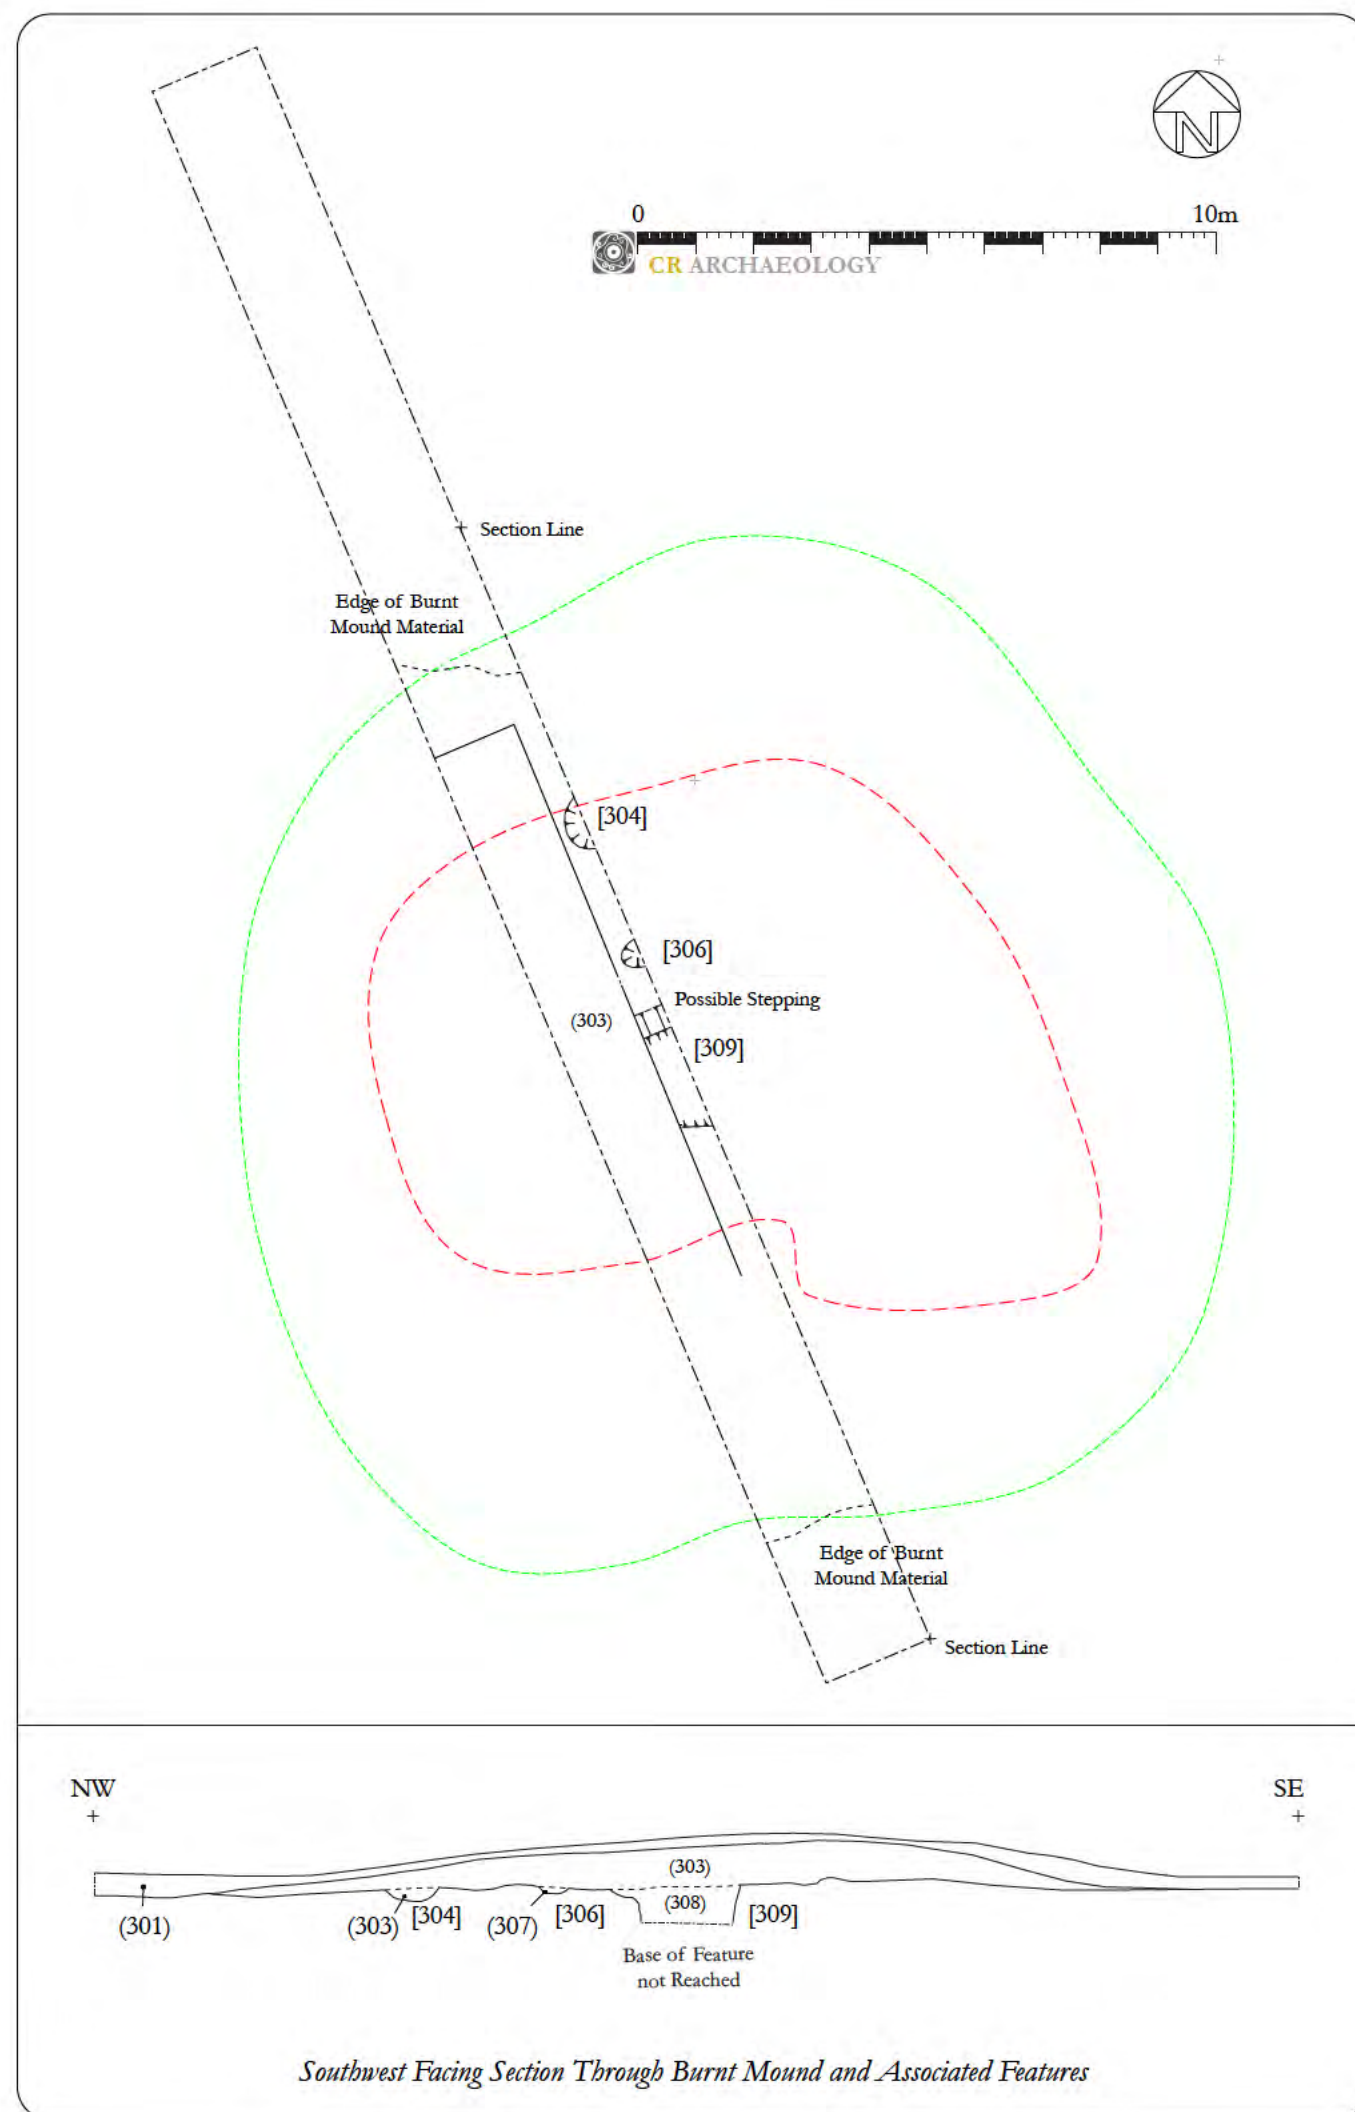 N
0 10m
CR ARCHAEOLOGY
Section Line
Edge of Burnt
Mound Material
[304]
[306]
Possible Stepping
(303)
[309]
Edge of Burnt
Mound Material
Section Line
NW SE
(303)
(308)
(301) (303) [304] (307) [306] [309]
Base of Feature
not Reached
Southwest Facing Section Through Burnt Mound and Associated Features